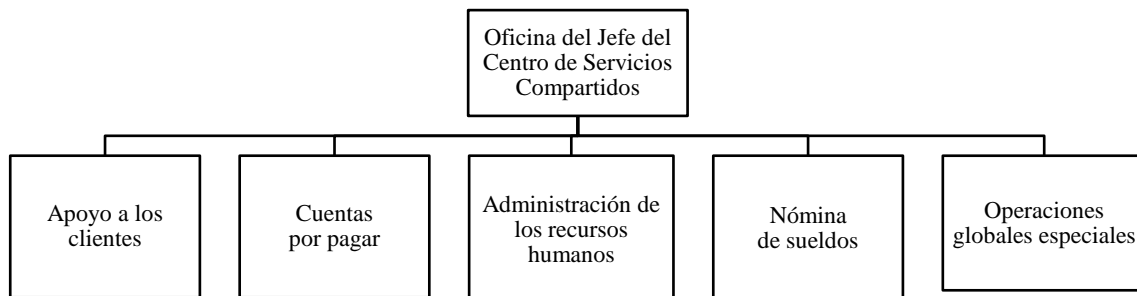 Oficina del Jefe del
Centro de Servicios
Compartidos
Apoyo a los
clientes
Cuentas
por pagar
Administración de
los recursos
humanos
Nómina
de sueldos
Operaciones
globales especiales